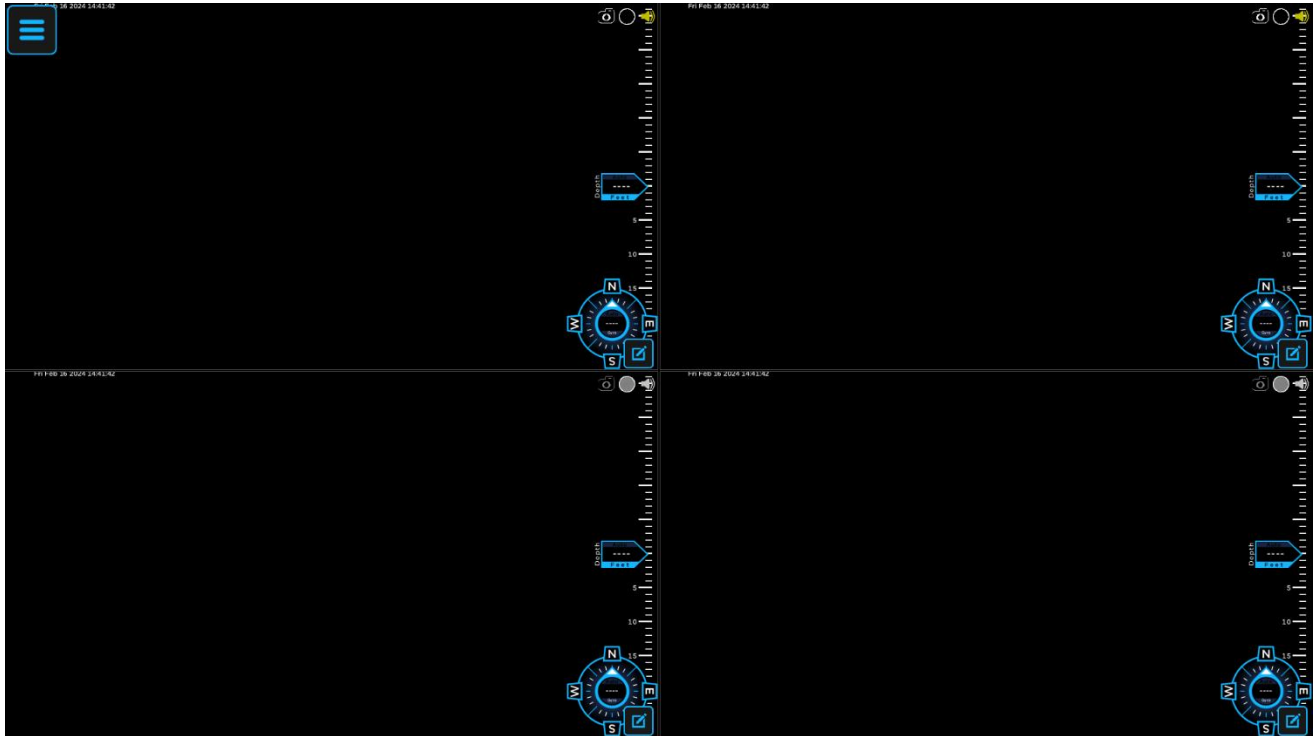 Fri Feb 16 2024 14:41:42
Depth
----
Feet
5
10
15
N
W
----
E
S
Fri Feb 16 2024 14:41:42
Depth
----
Feet
5
10
15
N
W
----
E
S
Fri Feb 16 2024 14:41:42
Depth
----
Feet
5
10
15
N
W
----
E
S
Fri Feb 16 2024 14:41:42
Depth
----
Feet
5
10
15
N
W
----
E
S